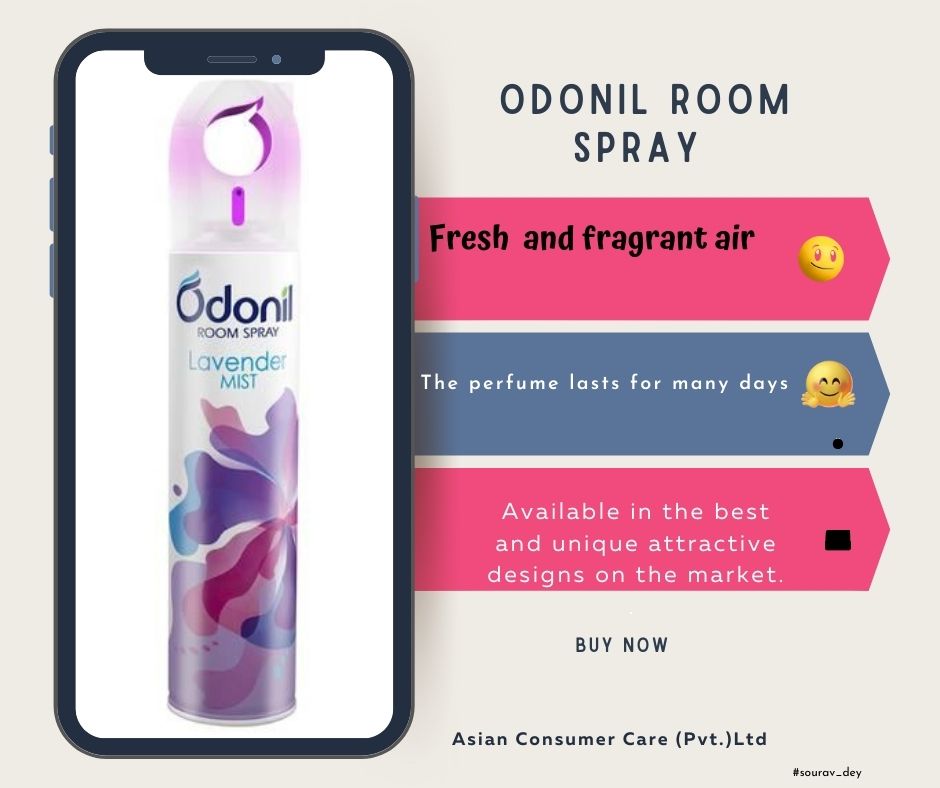 ODONIL ROOM
SPRAY
Fresh and fragrant air
The perfume lasts for many days
Available in the best
and unique attractive
designs on the market.
BUY NOW
Asian Consumer Care (Pvt.)Ltd
#sourav_dey
Odonil
ROOM SPRAY
Lavender
MIST